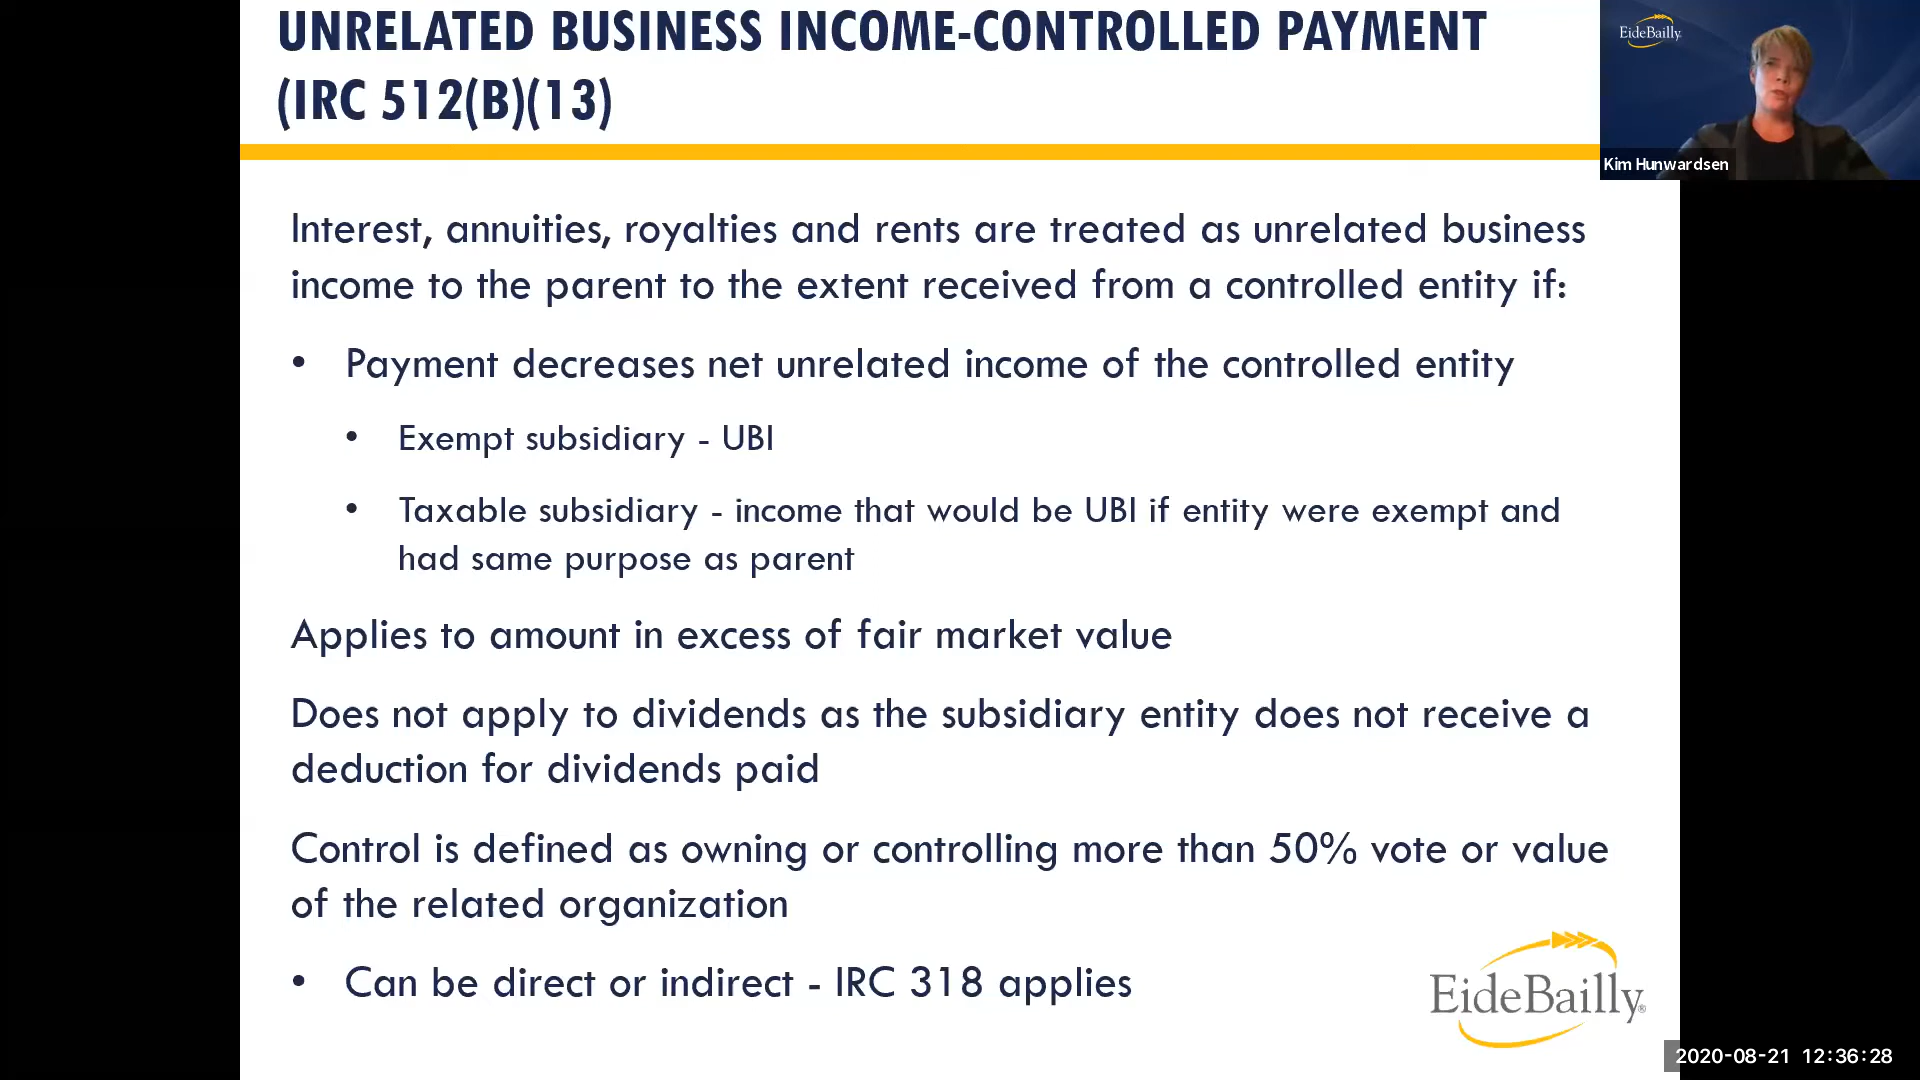 UNRELATED BUSINESS INCOME-CONTROLLED PAYMENT
(IRC 512(B)(13)
EideBailly
Kim Hunwardsen
Interest, annuities, royalties and rents are treated as unrelated business
income to the parent to the extent received from a controlled entity if:
• Payment decreases net unrelated income of the controlled entity
• Exempt subsidiary - UBI
• Taxable subsidiary - income that would be UBI if entity were exempt and
had same purpose as parent
Applies to amount in excess of fair market value
Does not apply to dividends as the subsidiary entity does not receive a
deduction for dividends paid
Control is defined as owning or controlling more than 50% vote or value
of the related organization
• Can be direct or indirect - IRC 318 applies
EideBailly®
2020-08-21 12:36:28